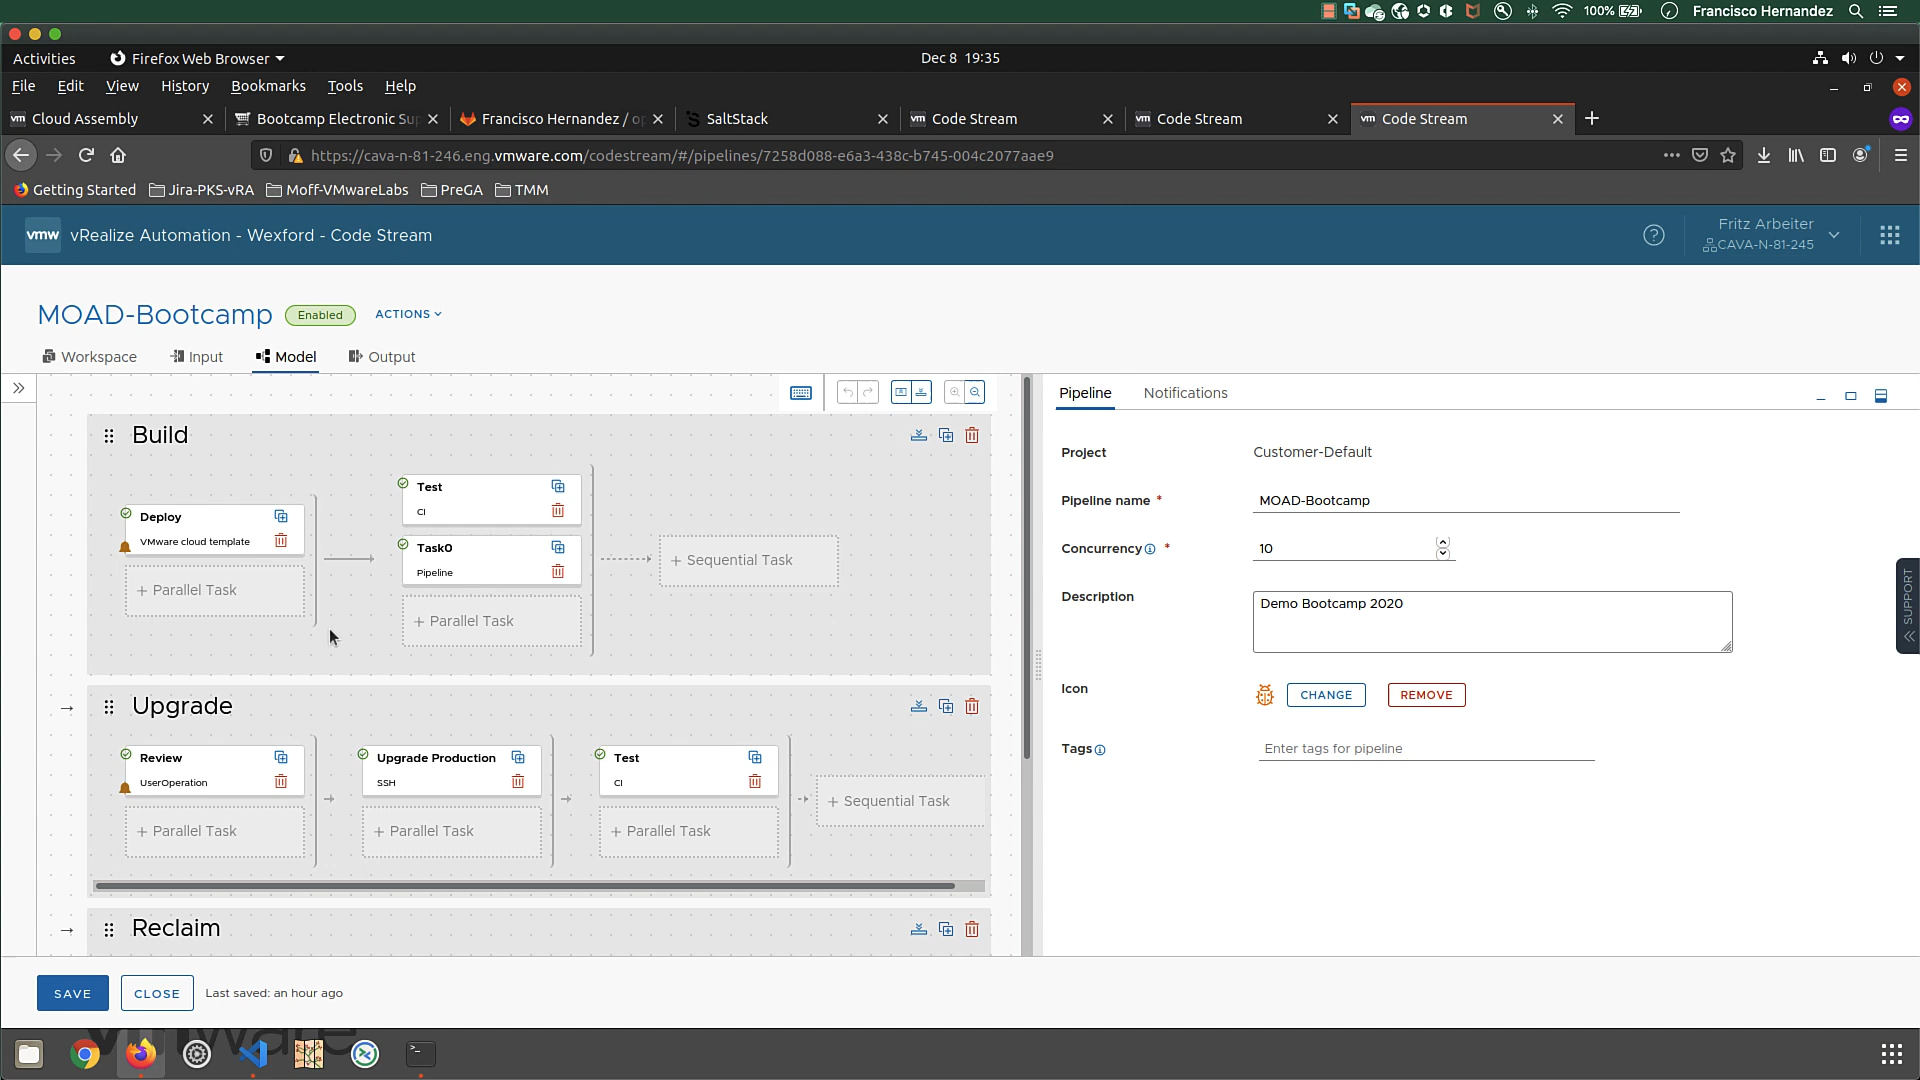 100%
Francisco Hernandez
Activities
Firefox Web Browser
Dec 8 19:35
File Edit View History Bookmarks Tools Help
vm Cloud Assembly
Bootcamp Electronic Sup
Francisco Hernandez / op
SaltStack
vm Code Stream
vm Code Stream
vm Code Stream
https://cava-n-81-246.eng.vmware.com/codestream/#/pipelines/7258d088-e6a3-438c-b745-004c2077aae9
Getting Started
Jira-PKS-vRA
Moff-VMwareLabs
PreGA
TMM
vmw vRealize Automation - Wexford - Code Stream
Fritz Arbeiter
CAVA-N-81-245
MOAD-Bootcamp
Enabled
ACTIONS
Workspace
Input
Model
Output
Build
Deploy
VMware cloud template
+ Parallel Task
Test
CI
Task0
Pipeline
+ Parallel Task
+ Sequential Task
Upgrade
Review
UserOperation
+ Parallel Task
Upgrade Production
SSH
+ Parallel Task
Test
CI
+ Parallel Task
+ Sequential Task
Reclaim
Pipeline
Notifications
Project
Customer-Default
Pipeline name *
MOAD-Bootcamp
Concurrency *
10
Description
Demo Bootcamp 2020
Icon
CHANGE
REMOVE
Tags
Enter tags for pipeline
SUPPORT
SAVE
CLOSE
Last saved: an hour ago
vmware